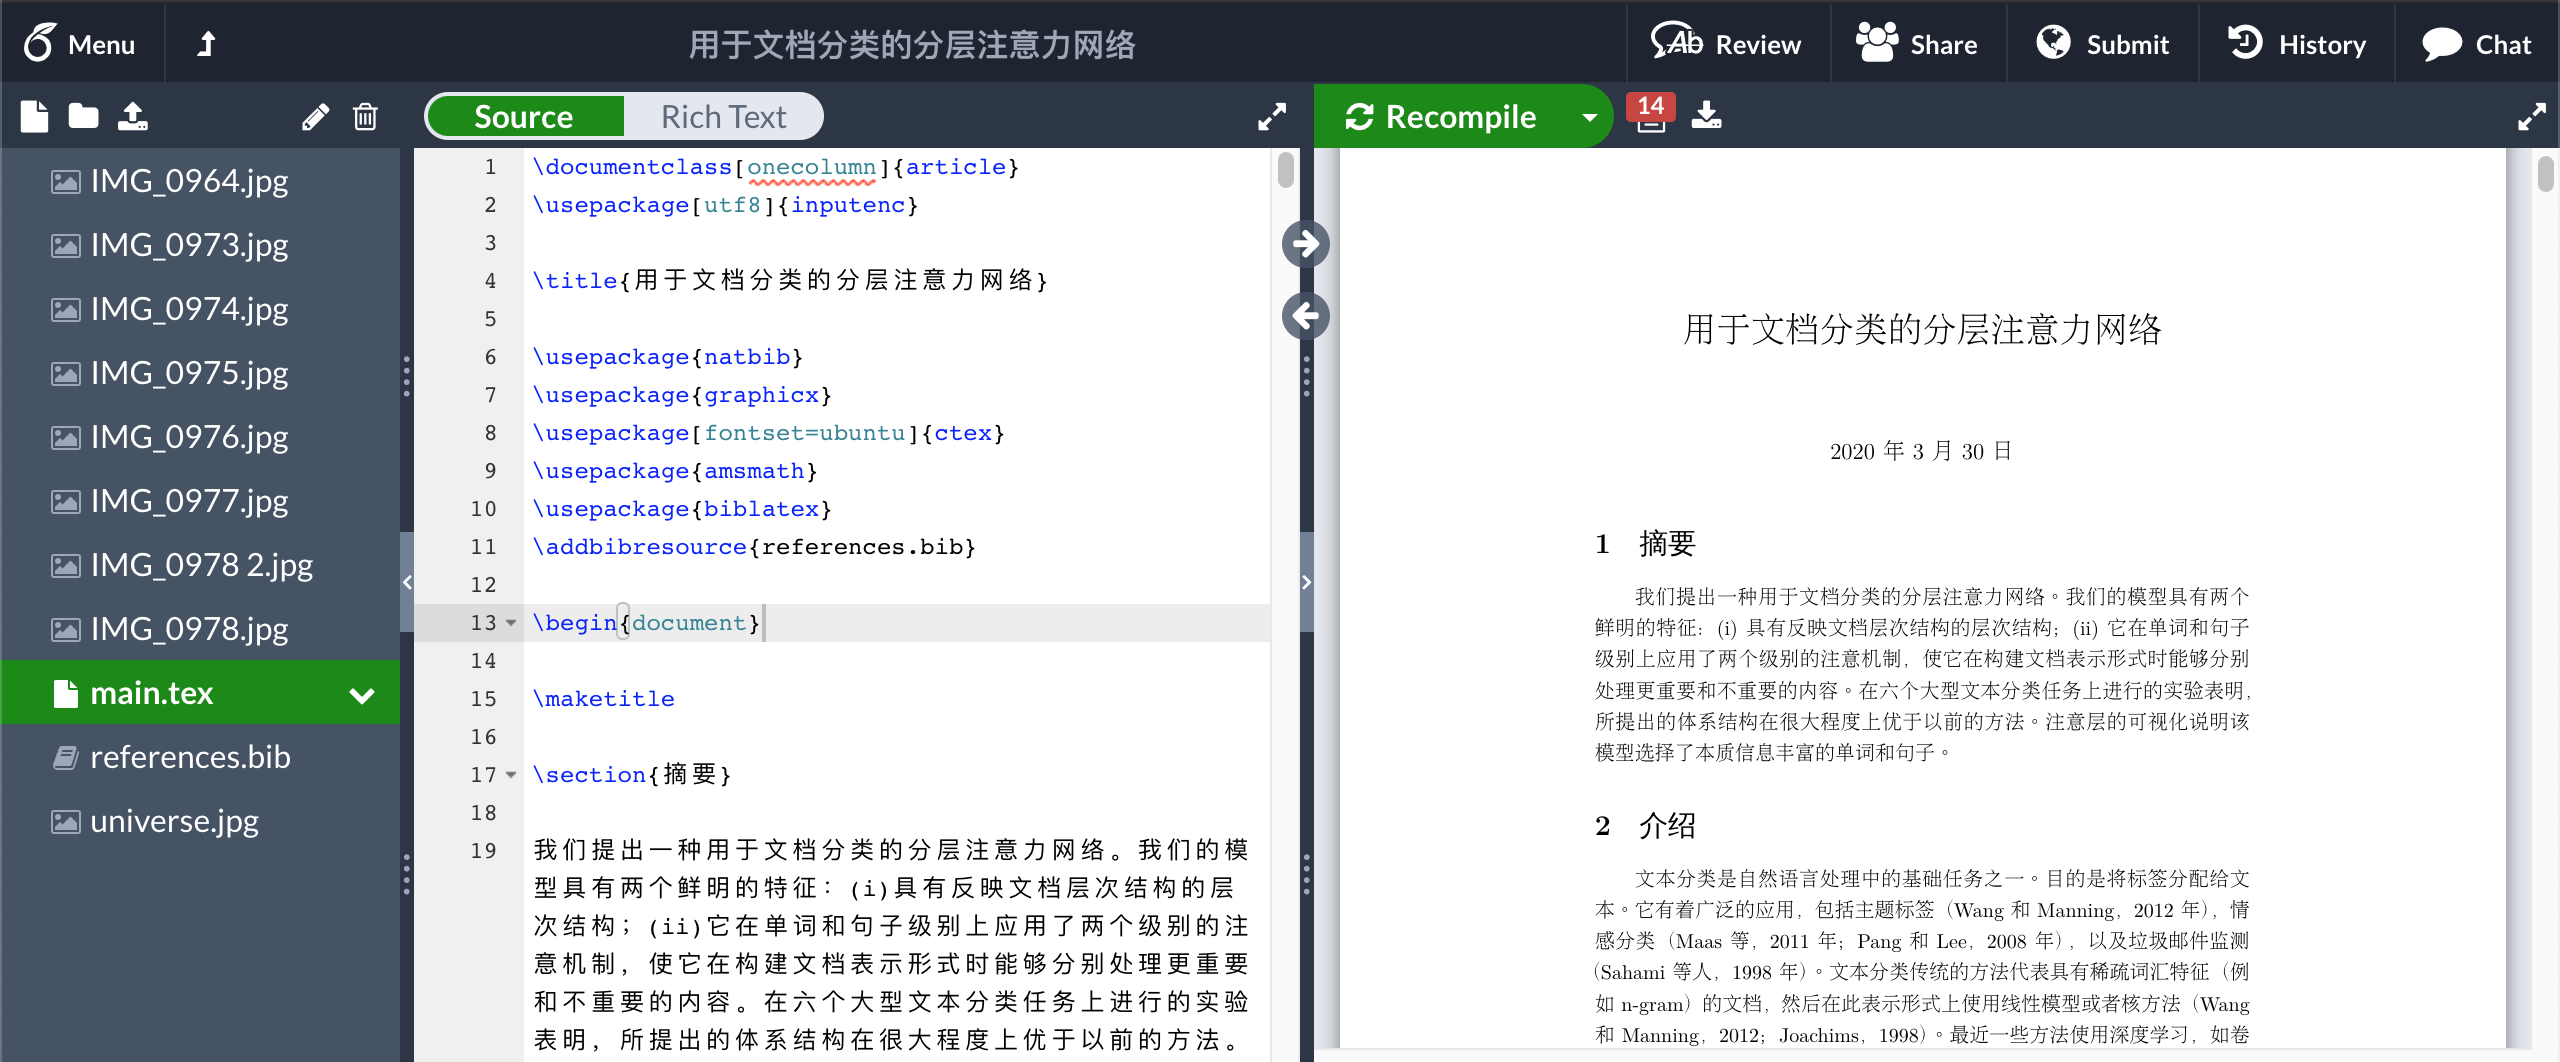 Menu
用于文档分类的分层注意力网络
Review
Share
Submit
History
Chat
IMG_0964.jpg
IMG_0973.jpg
IMG_0974.jpg
IMG_0975.jpg
IMG_0976.jpg
IMG_0977.jpg
IMG_0978 2.jpg
IMG_0978.jpg
main.tex
references.bib
universe.jpg
Source
Rich Text
1 \documentclass[onecolumn]{article}
2 \usepackage[utf8]{inputenc}
3
4 \title{用于文档分类的分层注意力网络}
5
6 \usepackage{natbib}
7 \usepackage{graphicx}
8 \usepackage[fontset=ubuntu]{ctex}
9 \usepackage{amsmath}
10 \usepackage{biblatex}
11 \addbibresource{references.bib}
12
13 \begin{document}
14
15 \maketitle
16
17 \section{摘要}
18
19 我们提出一种用于文档分类的分层注意力网络。我们的模
型具有两个鲜明的特征：(i)具有反映文档层次结构的层
次结构；(ii)它在单词和句子级别上应用了两个级别的注
意机制，使它在构建文档表示形式时能够分别处理更重要
和不重要的内容。在六个大型文本分类任务上进行的实验
表明，所提出的体系结构在很大程度上优于以前的方法。
Recompile
14
用于文档分类的分层注意力网络
2020 年 3 月 30 日
1 摘要
我们提出一种用于文档分类的分层注意力网络。我们的模型具有两个
鲜明的特征：(i) 具有反映文档层次结构的层次结构；(ii) 它在单词和句子
级别上应用了两个级别的注意机制，使它在构建文档表示形式时能够分别
处理更重要和不重要的内容。在六个大型文本分类任务上进行的实验表明，
所提出的体系结构在很大程度上优于以前的方法。注意层的可视化说明该
模型选择了本质信息丰富的单词和句子。
2 介绍
文本分类是自然语言处理中的基础任务之一。目的是将标签分配给文
本。它有着广泛的应用，包括主题标签（Wang 和 Manning，2012 年），情
感分类（Maas 等，2011 年；Pang 和 Lee，2008 年），以及垃圾邮件监测
（Sahami 等人，1998 年）。文本分类传统的方法代表具有稀疏词汇特征（例
如 n-gram）的文档，然后在此表示形式上使用线性模型或者核方法（Wang
和 Manning，2012；Joachims，1998）。最近一些方法使用深度学习，如卷